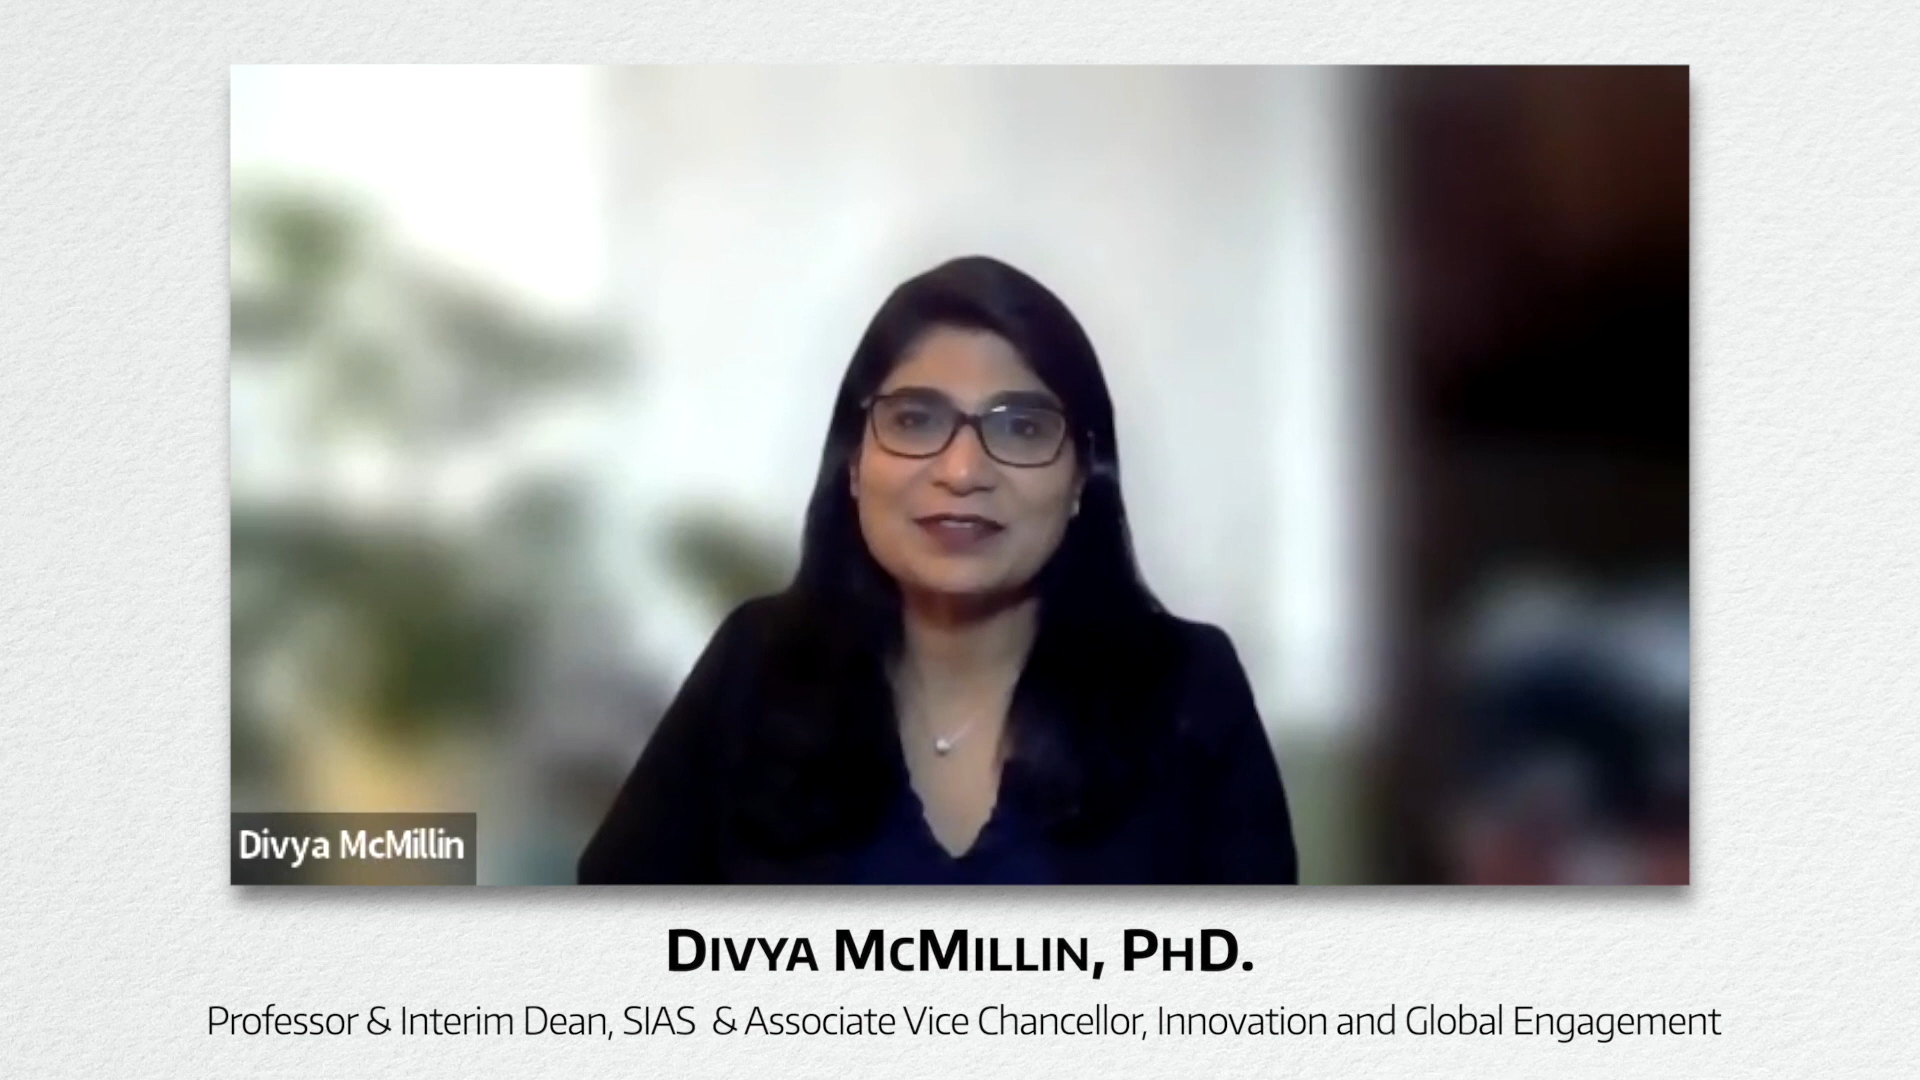 Divya McMillin
Divya McMillin, PhD.
Professor & Interim Dean, SIAS & Associate Vice Chancellor, Innovation and Global Engagement